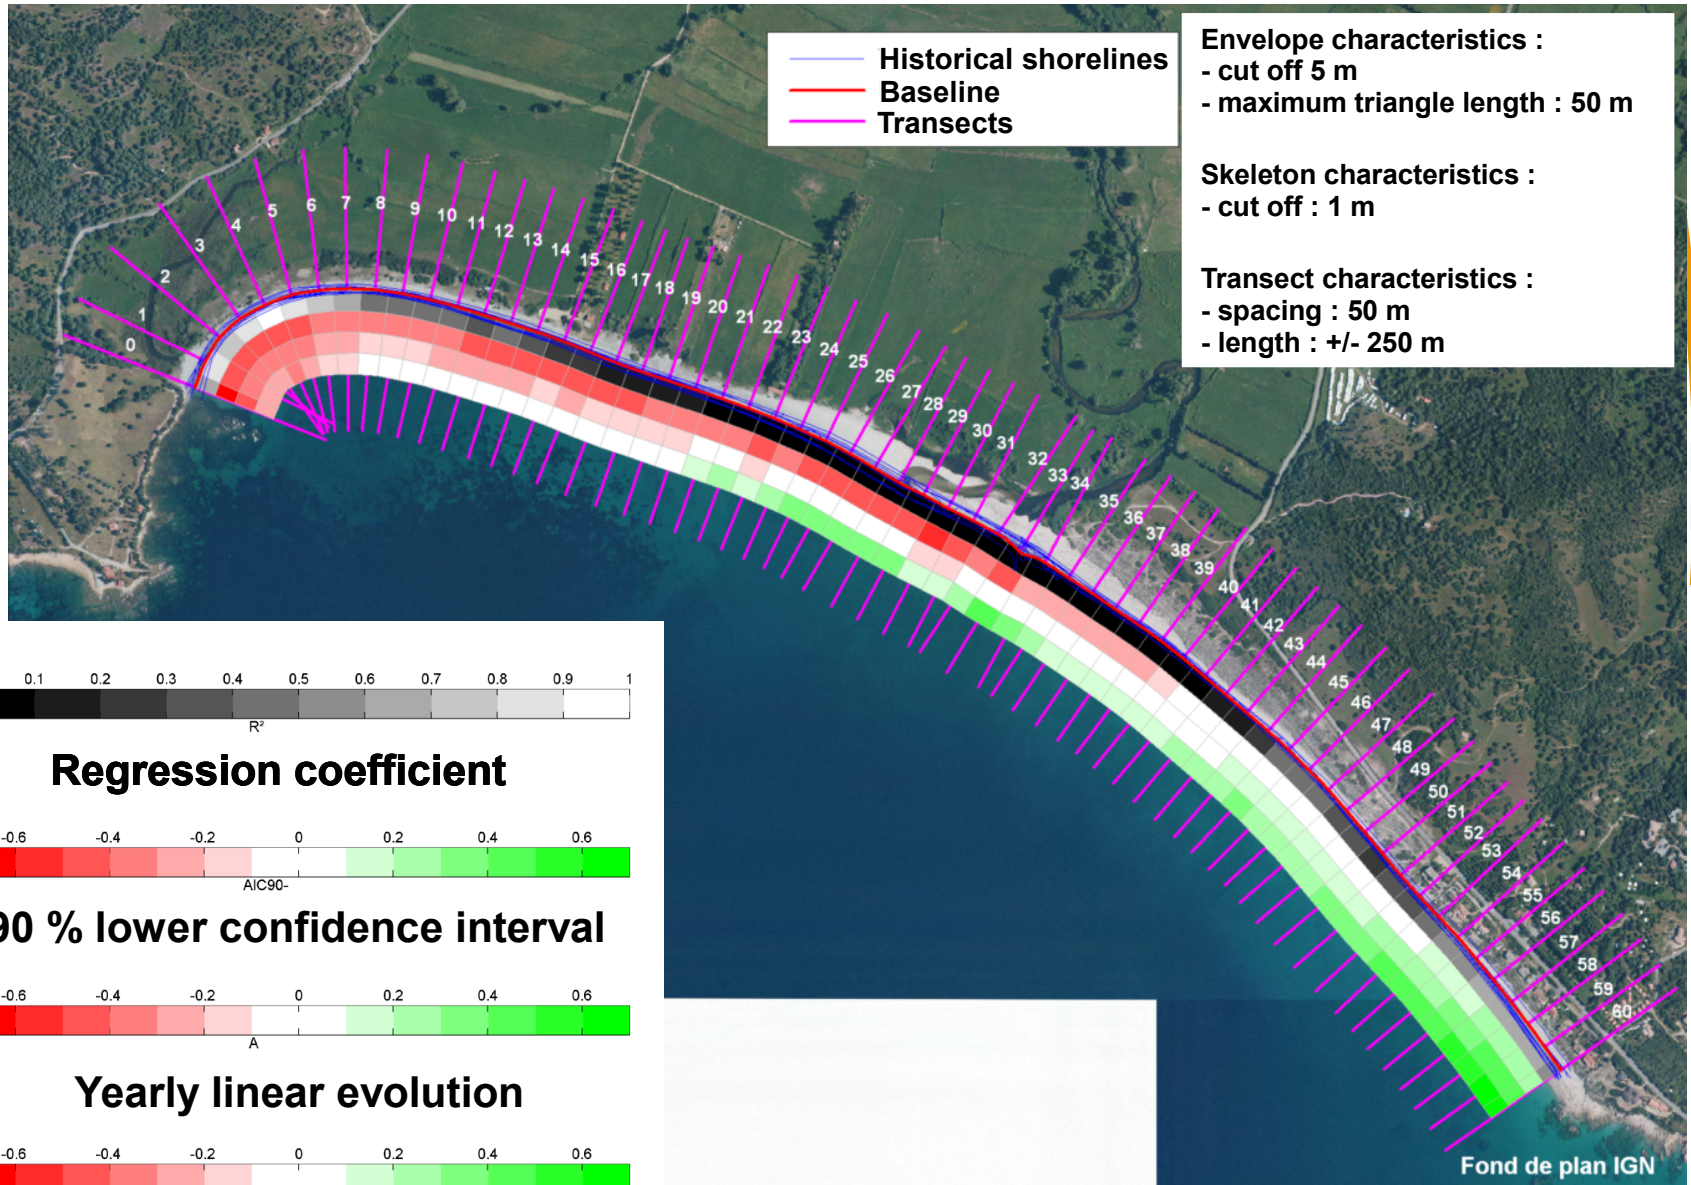 Historical shorelines
Baseline
Transects
Envelope characteristics :
- cut off 5 m
- maximum triangle length : 50 m
Skeleton characteristics :
- cut off : 1 m
Transect characteristics :
- spacing : 50 m
- length : +/- 250 m
0
1
2
3
4
5
6
7
8
9
10
11
12
13
14
15
16
17
18
19
20
21
22
23
24
25
26
27
28
29
30
31
32
33
34
35
36
37
38
39
40
41
42
43
44
45
46
47
48
49
50
51
52
53
54
55
56
57
58
59
60
0.1 0.2 0.3 0.4 0.5 0.6 0.7 0.8 0.9 1
R²
Regression coefficient
-0.6 -0.4 -0.2 0 0.2 0.4 0.6
AIC90-
90 % lower confidence interval
-0.6 -0.4 -0.2 0 0.2 0.4 0.6
A
Yearly linear evolution
-0.6 -0.4 -0.2 0 0.2 0.4 0.6
Fond de plan IGN